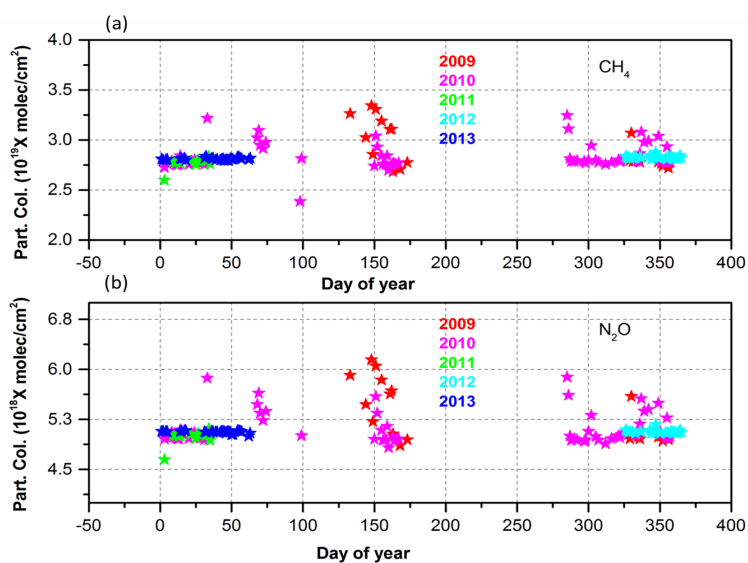 (a)
4.0
3.5
3.0
2.5
2.0
Part. Col. (10¹⁹X molec/cm²)
2009
2010
2011
2012
2013
CH₄
-50 0 50 100 150 200 250 300 350 400
Day of year
(b)
6.8
6.0
5.3
4.5
Part. Col. (10¹⁸X molec/cm²)
2009
2010
2011
2012
2013
N₂O
-50 0 50 100 150 200 250 300 350 400
Day of year